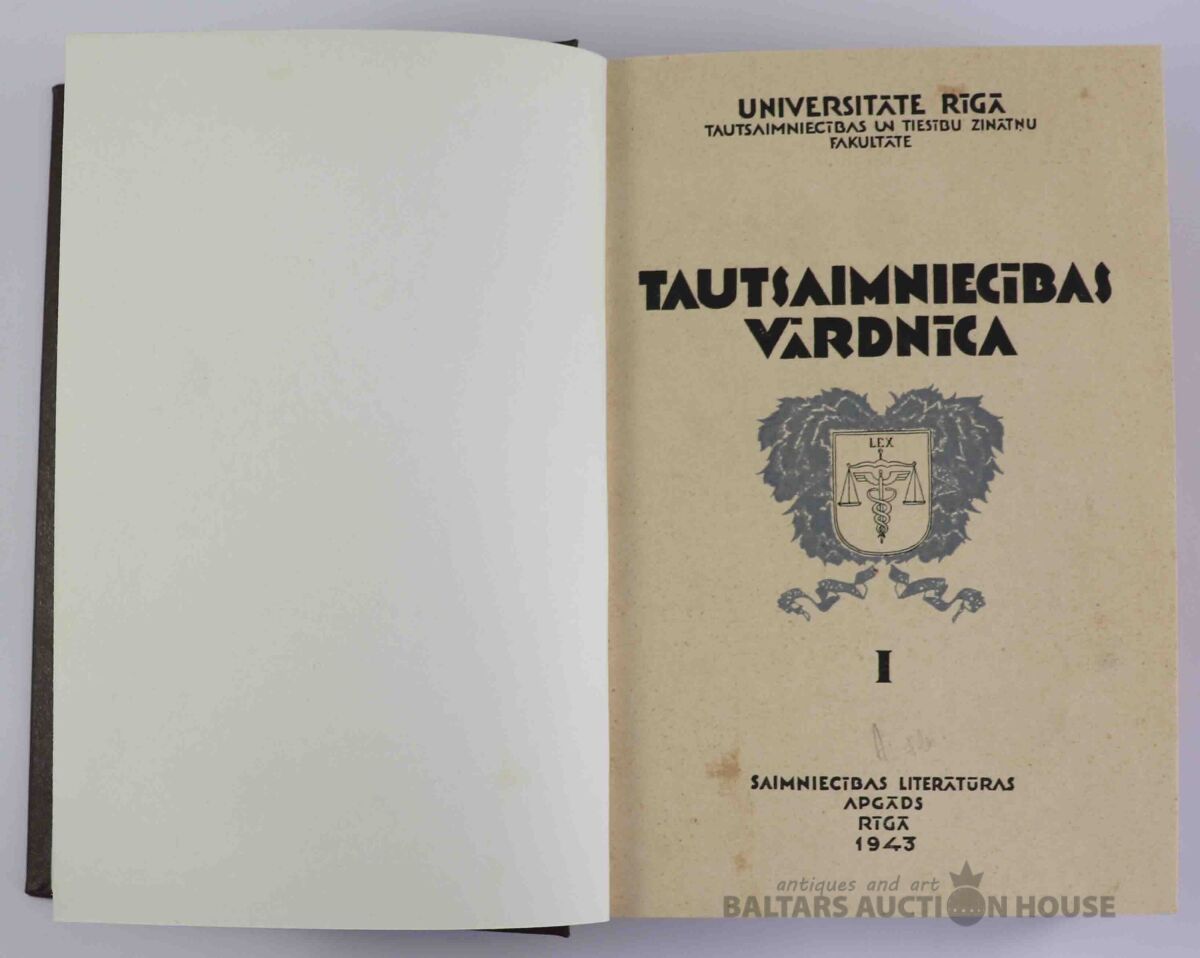 UNIVERSITĀTE RĪGĀ
TAUTSAIMNIECĪBAS UN TIESĪBU ZINĀTŅU
FAKULTĀTE
TAUTSAIMNIECĪBAS
VĀRDNĪCA
LEX
I
SAIMNIECĪBAS LITERĀTŪRAS
APGĀDS
RĪGĀ
1943
antiques and art
BALTARS AUCTION HOUSE